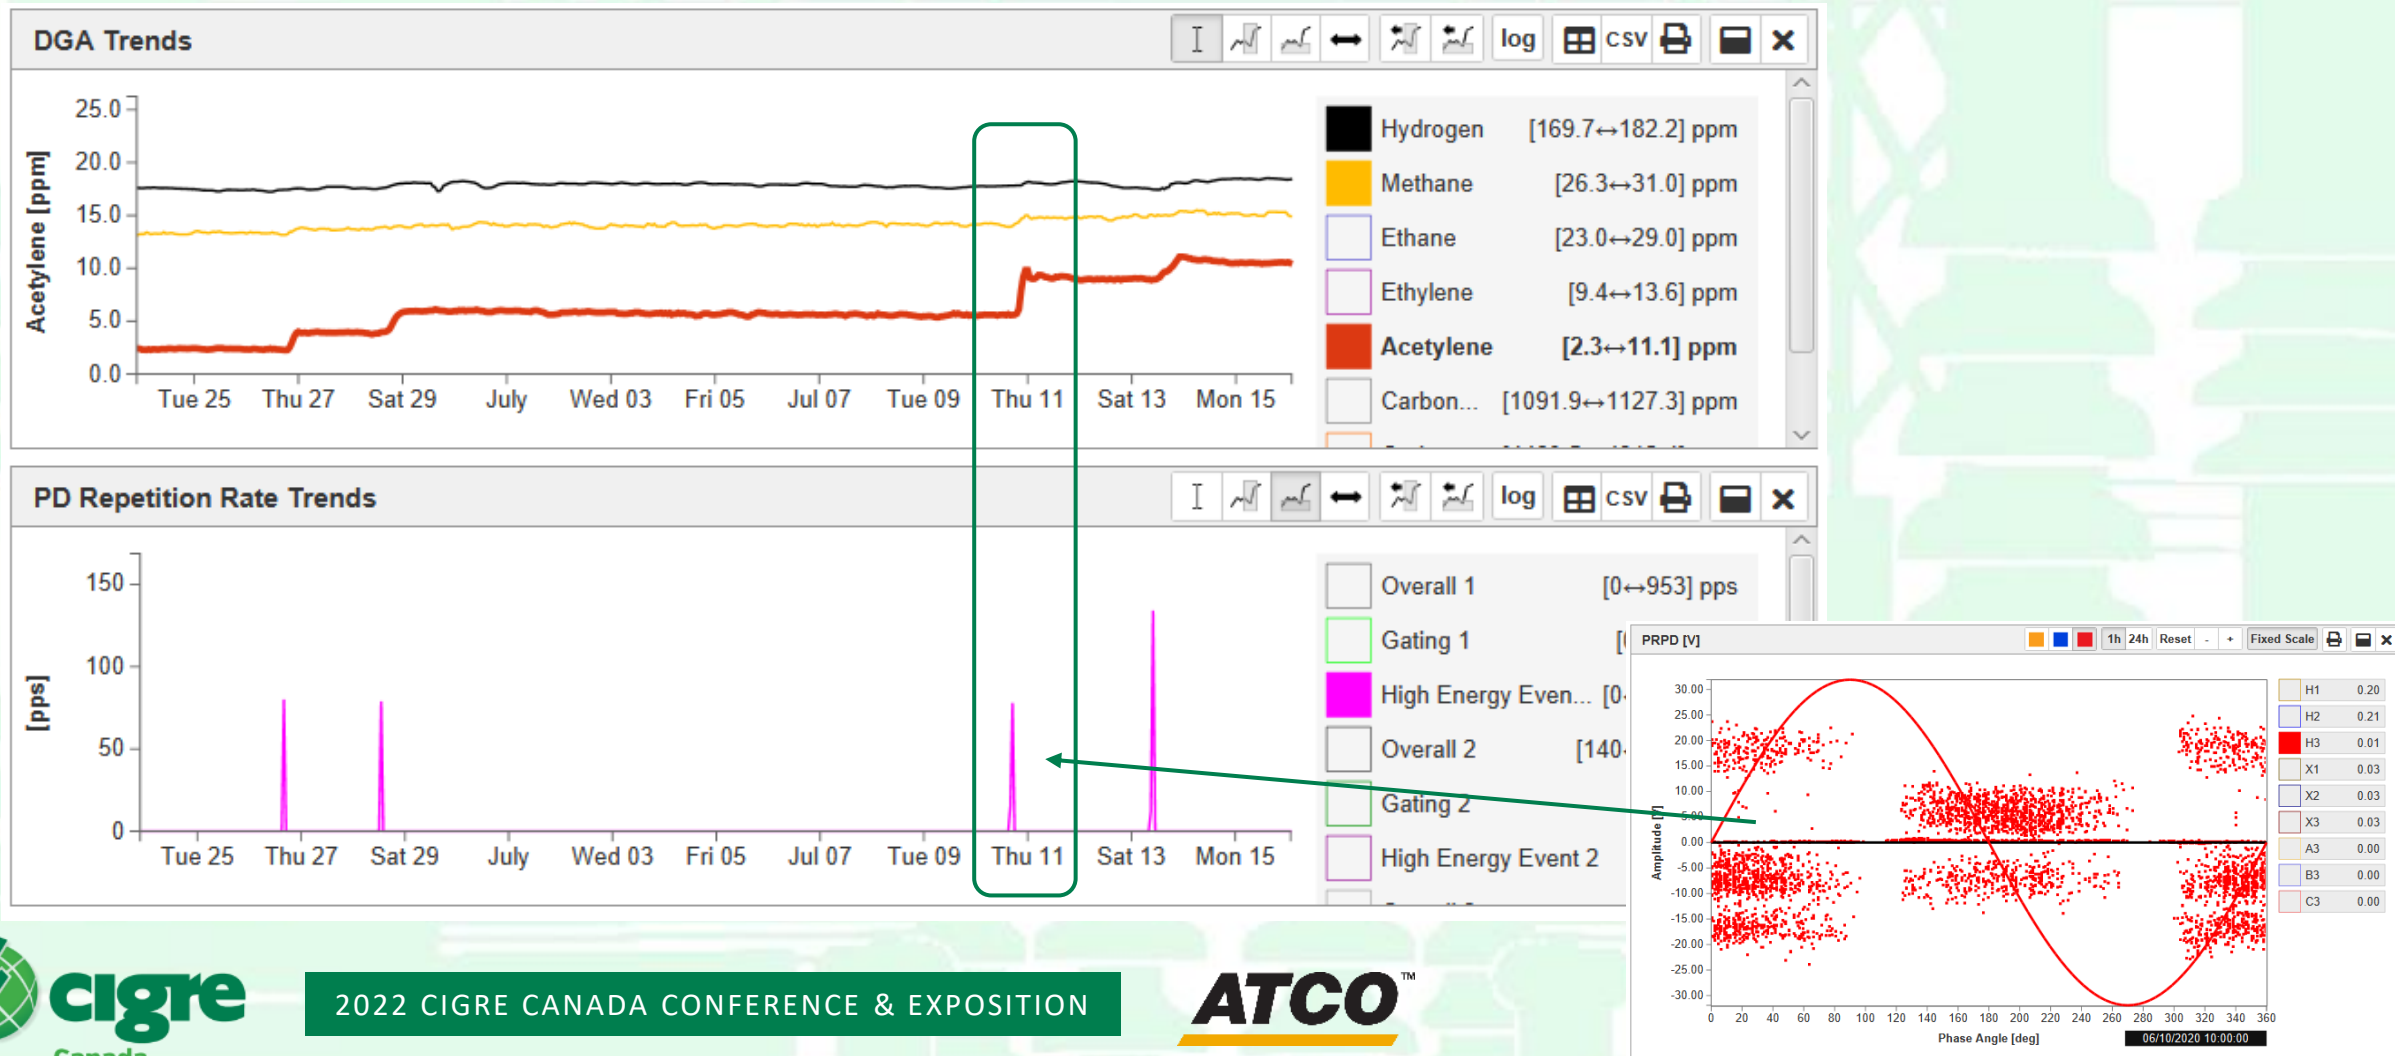 DGA Trends
log
csv
25.0
20.0
15.0
10.0
5.0
0.0
Acetylene [ppm]
Tue 25 Thu 27 Sat 29 July Wed 03 Fri 05 Jul 07 Tue 09 Thu 11 Sat 13 Mon 15
Hydrogen [169.7↔182.2] ppm
Methane [26.3↔31.0] ppm
Ethane [23.0↔29.0] ppm
Ethylene [9.4↔13.6] ppm
Acetylene [2.3↔11.1] ppm
Carbon... [1091.9↔1127.3] ppm
PD Repetition Rate Trends
log
csv
150
100
50
0
[pps]
Tue 25 Thu 27 Sat 29 July Wed 03 Fri 05 Jul 07 Tue 09 Thu 11 Sat 13 Mon 15
Overall 1 [0↔953] pps
Gating 1
High Energy Even... [0
Overall 2 [140
Gating 2
High Energy Event 2
PRPD [V]
1h 24h Reset - + Fixed Scale
30.00
25.00
20.00
15.00
10.00
5.00
0.00
-5.00
-10.00
-15.00
-20.00
-25.00
-30.00
Amplitude [V]
0 20 40 60 80 100 120 140 160 180 200 220 240 260 280 300 320 340 360
Phase Angle [deg]
06/10/2020 10:00:00
H1 0.20
H2 0.21
H3 0.01
X1 0.03
X2 0.03
X3 0.03
A3 0.00
B3 0.00
C3 0.00
cigre
Canada
2022 CIGRE CANADA CONFERENCE & EXPOSITION
ATCO™